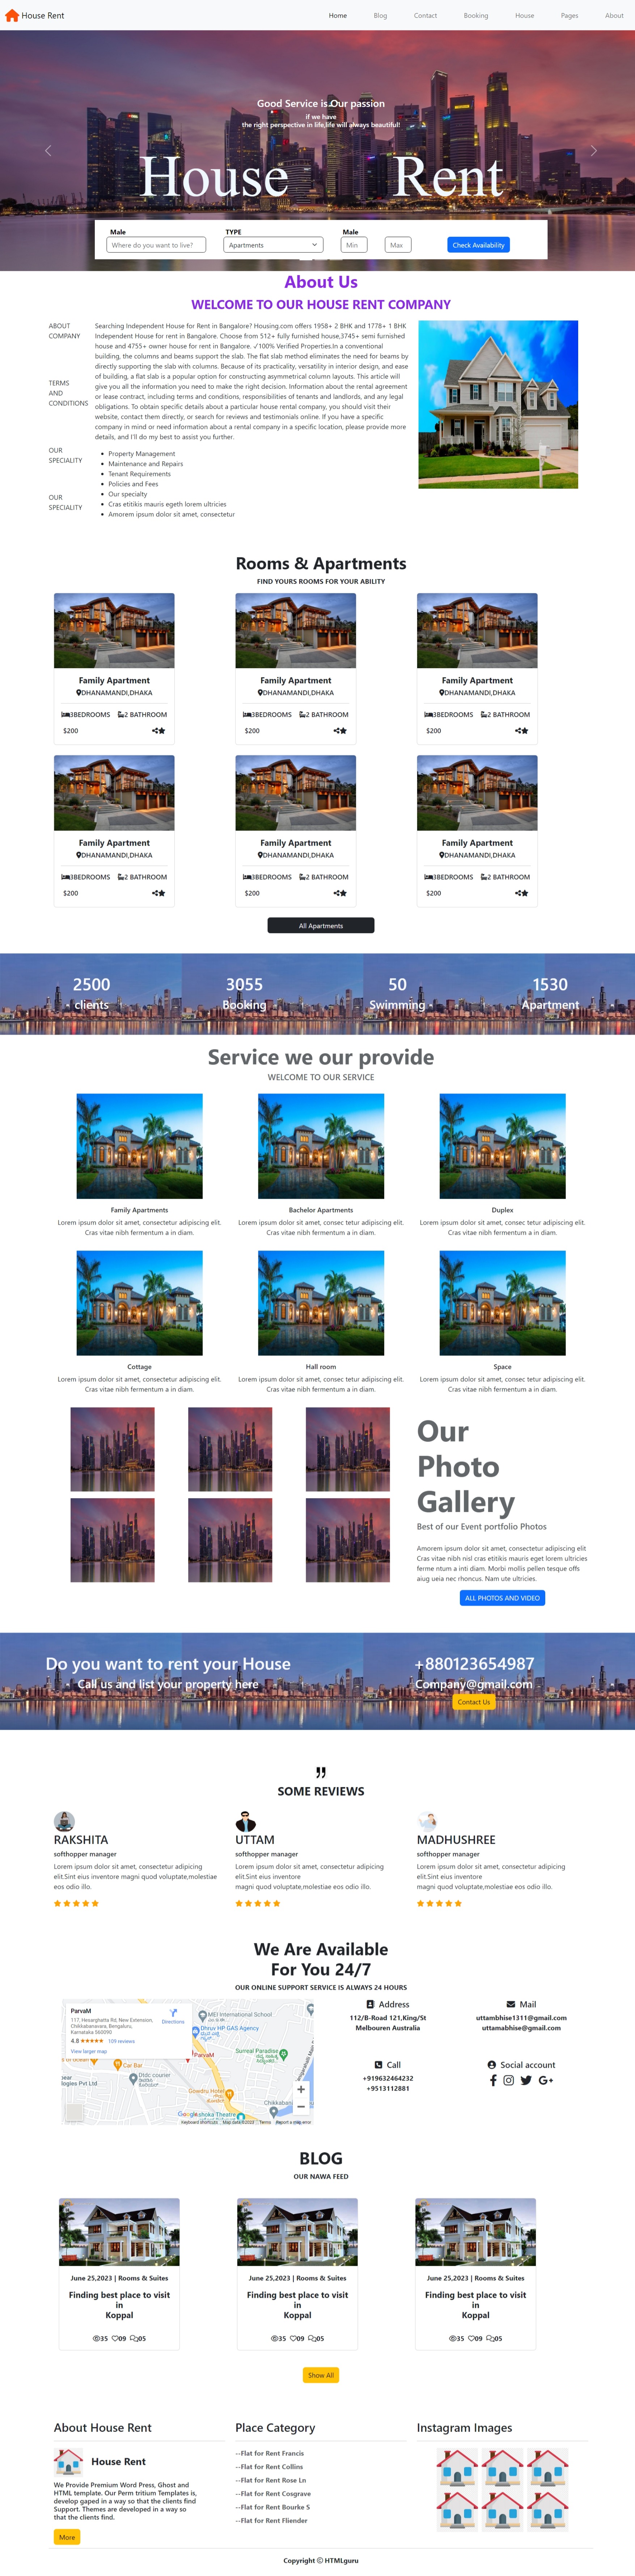 House Rent
Home Blog Contact Booking House Pages About
Good Service is Our passion
if we have
the right perspective in life,life will always beautiful!
House Rent
Male TYPE Male
Where do you want to live? Apartments Min Max Check Availability
About Us
WELCOME TO OUR HOUSE RENT COMPANY
ABOUT
COMPANY
TERMS
AND
CONDITIONS
OUR
SPECIALITY
OUR
SPECIALITY
Searching Independent House for Rent in Bangalore? Housing.com offers 1958+ 2 BHK and 1778+ 1 BHK
Independent House for rent in Bangalore. Choose from 512+ fully furnished house,3745+ semi furnished
house and 4755+ owner house for rent in Bangalore. ✓100% Verified Properties.In a conventional
building, the columns and beams support the slab. The flat slab method eliminates the need for beams by
directly supporting the slab with columns. Because of its practicality, versatility in interior design, and ease
of building, a flat slab is a popular option for constructing asymmetrical column layouts. This article will
give you all the information you need to make the right decision. Information about the rental agreement
or lease contract, including terms and conditions, responsibilities of tenants and landlords, and any legal
obligations. To obtain specific details about a particular house rental company, you should visit their
website, contact them directly, or search for reviews and testimonials online. If you have a specific
company in mind or need information about a rental company in a specific location, please provide more
details, and I'll do my best to assist you further.
• Property Management
• Maintenance and Repairs
• Tenant Requirements
• Policies and Fees
• Our specialty
• Cras etitikis mauris egeth lorem ultricies
• Amorem ipsum dolor sit amet, consectetur
Rooms & Apartments
FIND YOURS ROOMS FOR YOUR ABILITY
Family Apartment Family Apartment Family Apartment
DHANAMANDI,DHAKA DHANAMANDI,DHAKA DHANAMANDI,DHAKA
3BEDROOMS 2 BATHROOM 3BEDROOMS 2 BATHROOM 3BEDROOMS 2 BATHROOM
$200 $200 $200
Family Apartment Family Apartment Family Apartment
DHANAMANDI,DHAKA DHANAMANDI,DHAKA DHANAMANDI,DHAKA
3BEDROOMS 2 BATHROOM 3BEDROOMS 2 BATHROOM 3BEDROOMS 2 BATHROOM
$200 $200 $200
All Apartments
2500 3055 50 1530
clients Booking Swimming Apartment
Service we our provide
WELCOME TO OUR SERVICE
Family Apartments Bachelor Apartments Duplex
Lorem ipsum dolor sit amet, consectetur adipiscing elit. Lorem ipsum dolor sit amet, consec tetur adipiscing elit. Lorem ipsum dolor sit amet, consec tetur adipiscing elit.
Cras vitae nibh fermentum a in diam. Cras vitae nibh fermentum a in diam. Cras vitae nibh fermentum a in diam.
Cottage Hall room Space
Lorem ipsum dolor sit amet, consectetur adipiscing elit. Lorem ipsum dolor sit amet, consec tetur adipiscing elit. Lorem ipsum dolor sit amet, consec tetur adipiscing elit.
Cras vitae nibh fermentum a in diam. Cras vitae nibh fermentum a in diam. Cras vitae nibh fermentum a in diam.
Our
Photo
Gallery
Best of our Event portfolio Photos
Amorem ipsum dolor sit amet, consectetur adipiscing elit
Cras vitae nibh nisl cras etitikis mauris eget lorem ultricies
ferme ntum a inti diam. Morbi mollis pellen tesque offs
aiug ueia nec rhoncus. Nam ute ultricies.
ALL PHOTOS AND VIDEO
Do you want to rent your House +880123654987
Call us and list your property here Company@gmail.com
Contact Us
SOME REVIEWS
RAKSHITA
softhopper manager
Lorem ipsum dolor sit amet, consectetur adipicing
elit.Sint eius inventore magni quod voluptate,molestiae
eos odio illo.
UTTAM
softhopper manager
Lorem ipsum dolor sit amet, consectetur adipicing
elit.Sint eius inventore
magni quod voluptate,molestiae eos odio illo.
MADHUSHREE
softhopper manager
Lorem ipsum dolor sit amet, consectetur adipicing
elit.Sint eius inventore
magni quod voluptate,molestiae eos odio illo.
We Are Available
For You 24/7
OUR ONLINE SUPPORT SERVICE IS ALWAYS 24 HOURS
ParvaM
117, Hesarghatta Rd, New Extension,
Chikkabanavara, Bengaluru,
Karnataka 560090
Directions
4.8 109 reviews
View larger map
MEI International School
Dhruv HP GAS Agency
ParvaM
Surreal Paradise
Car Bat
Dtdc courier
Gowdru Hotel
Chikkabanavara
Ashoka Theatre
Google
Keyboard shortcuts Map data ©2023 Terms Report a map error
Address
112/B-Road 121,King/St
Melbouren Australia
Mail
uttambhise1311@gmail.com
uttamabhise@gmail.com
Call
+919632464232
+9513112881
Social account
BLOG
OUR NAWA FEED
June 25,2023 | Rooms & Suites June 25,2023 | Rooms & Suites June 25,2023 | Rooms & Suites
Finding best place to visit Finding best place to visit Finding best place to visit
in in in
Koppal Koppal Koppal
35 09 05 35 09 05 35 09 05
Show All
About House Rent
House Rent
We Provide Premium Word Press, Ghost and
HTML template. Our Perm tritium Templates is,
develop gaped in a way so that the clients find
Support. Themes are developed in a way so
that the clients find.
More
Place Category
--Flat for Rent Francis
--Flat for Rent Collins
--Flat for Rent Rose Ln
--Flat for Rent Cosgrave
--Flat for Rent Bourke S
--Flat for Rent Fliender
Instagram Images
Copyright © HTMLguru